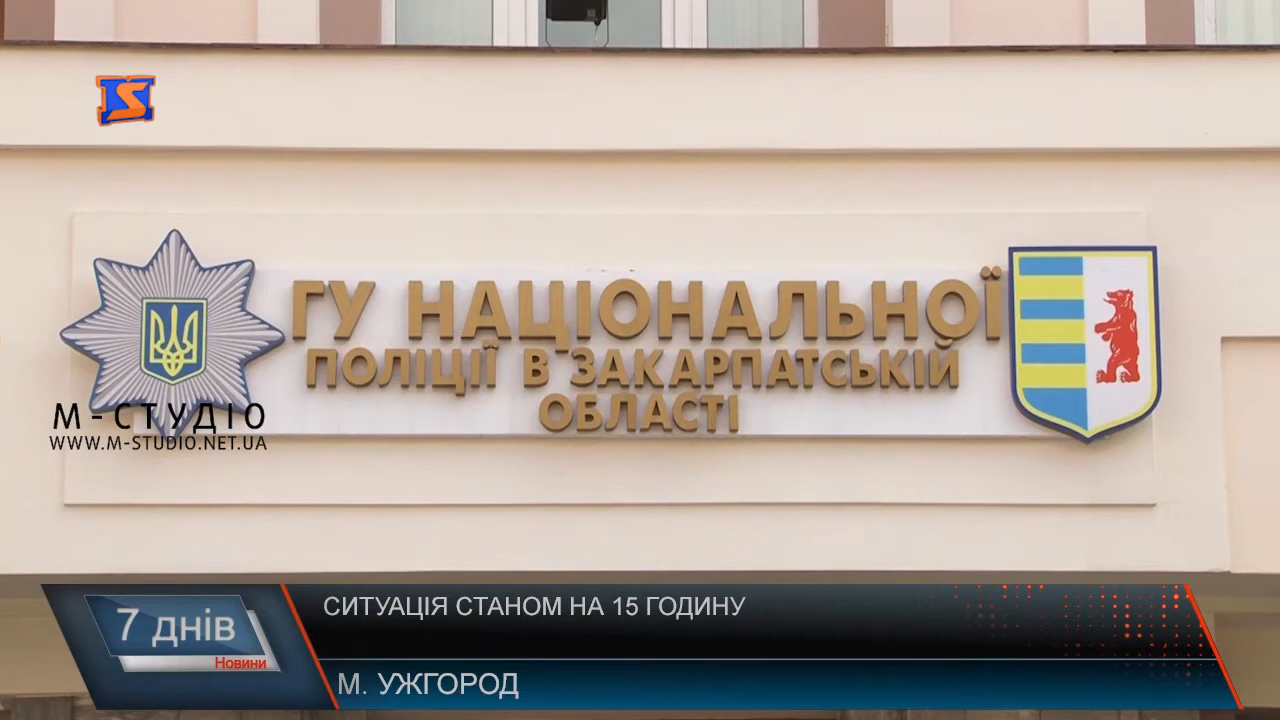 ГУ НАЦІОНАЛЬНОЇ
ПОЛІЦІЇ В ЗАКАРПАТСЬКІЙ
ОБЛАСТІ
М-СТУДІО
WWW.M-STUDIO.NET.UA
7 днів
Новини
СИТУАЦІЯ СТАНОМ НА 15 ГОДИНУ
М. УЖГОРОД